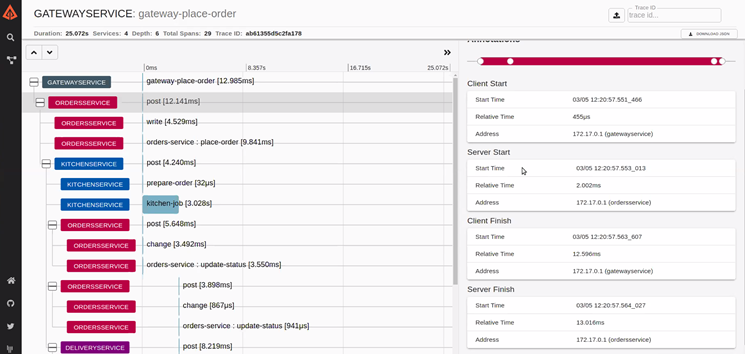 GATEWAYSERVICE: gateway-place-order
Trace ID
trace id...
Duration: 25.072s Services: 4 Depth: 6 Total Spans: 29 Trace ID: ab61355d5c2fa178
DOWNLOAD JSON
0ms 8.357s 16.715s 25.072s
GATEWAYSERVICE gateway-place-order [12.985ms]
ORDERSSERVICE post [12.141ms]
ORDERSSERVICE write [4.529ms]
ORDERSSERVICE orders-service : place-order [9.841ms]
KITCHENSERVICE post [4.240ms]
KITCHENSERVICE prepare-order [32µs]
KITCHENSERVICE kitchen-job [3.028s]
ORDERSSERVICE post [5.648ms]
ORDERSSERVICE change [3.492ms]
ORDERSSERVICE orders-service : update-status [3.550ms]
ORDERSSERVICE post [3.898ms]
ORDERSSERVICE change [867µs]
ORDERSSERVICE orders-service : update-status [941µs]
DELIVERYSERVICE post [8.219ms]
Client Start
Start Time 03/05 12:20:57.551_466
Relative Time 455µs
Address 172.17.0.1 (gatewayservice)
Server Start
Start Time 03/05 12:20:57.553_013
Relative Time 2.002ms
Address 172.17.0.1 (ordersservice)
Client Finish
Start Time 03/05 12:20:57.563_607
Relative Time 12.596ms
Address 172.17.0.1 (gatewayservice)
Server Finish
Start Time 03/05 12:20:57.564_027
Relative Time 13.016ms
Address 172.17.0.1 (ordersservice)